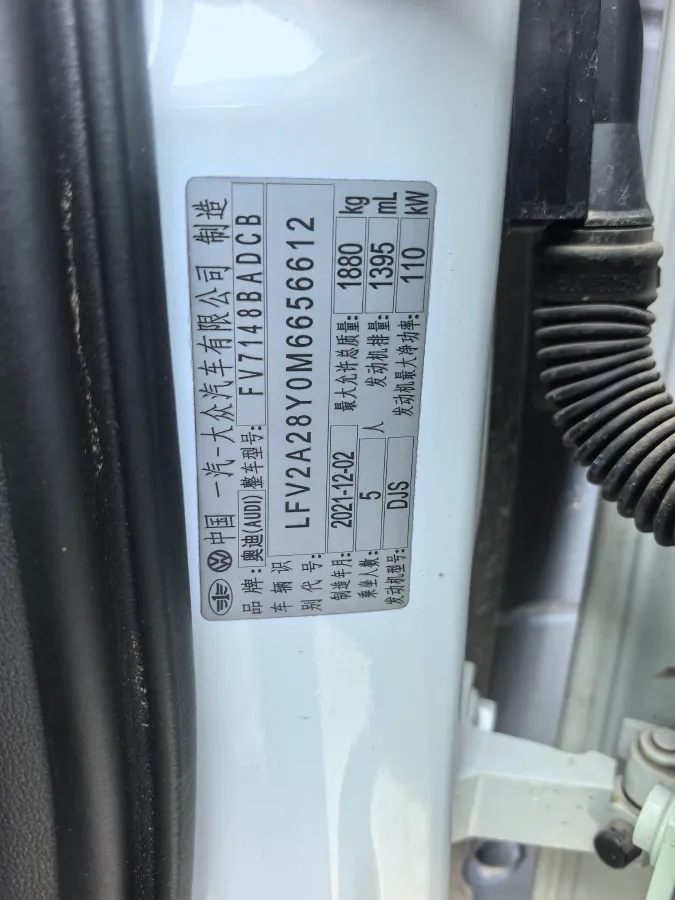 中国 一汽-大众汽车有限公司 制造
品牌:奥迪(AUDI) 整车型号: FV7148BADCB
车辆识别代号: LFV2A28Y0M6656612
制造年月: 2021-12-02 最大允许总质量: 1880 kg
乘坐人数: 5 人 发动机排量: 1395 mL
发动机型号: DJS 发动机最大净功率: 110 kW